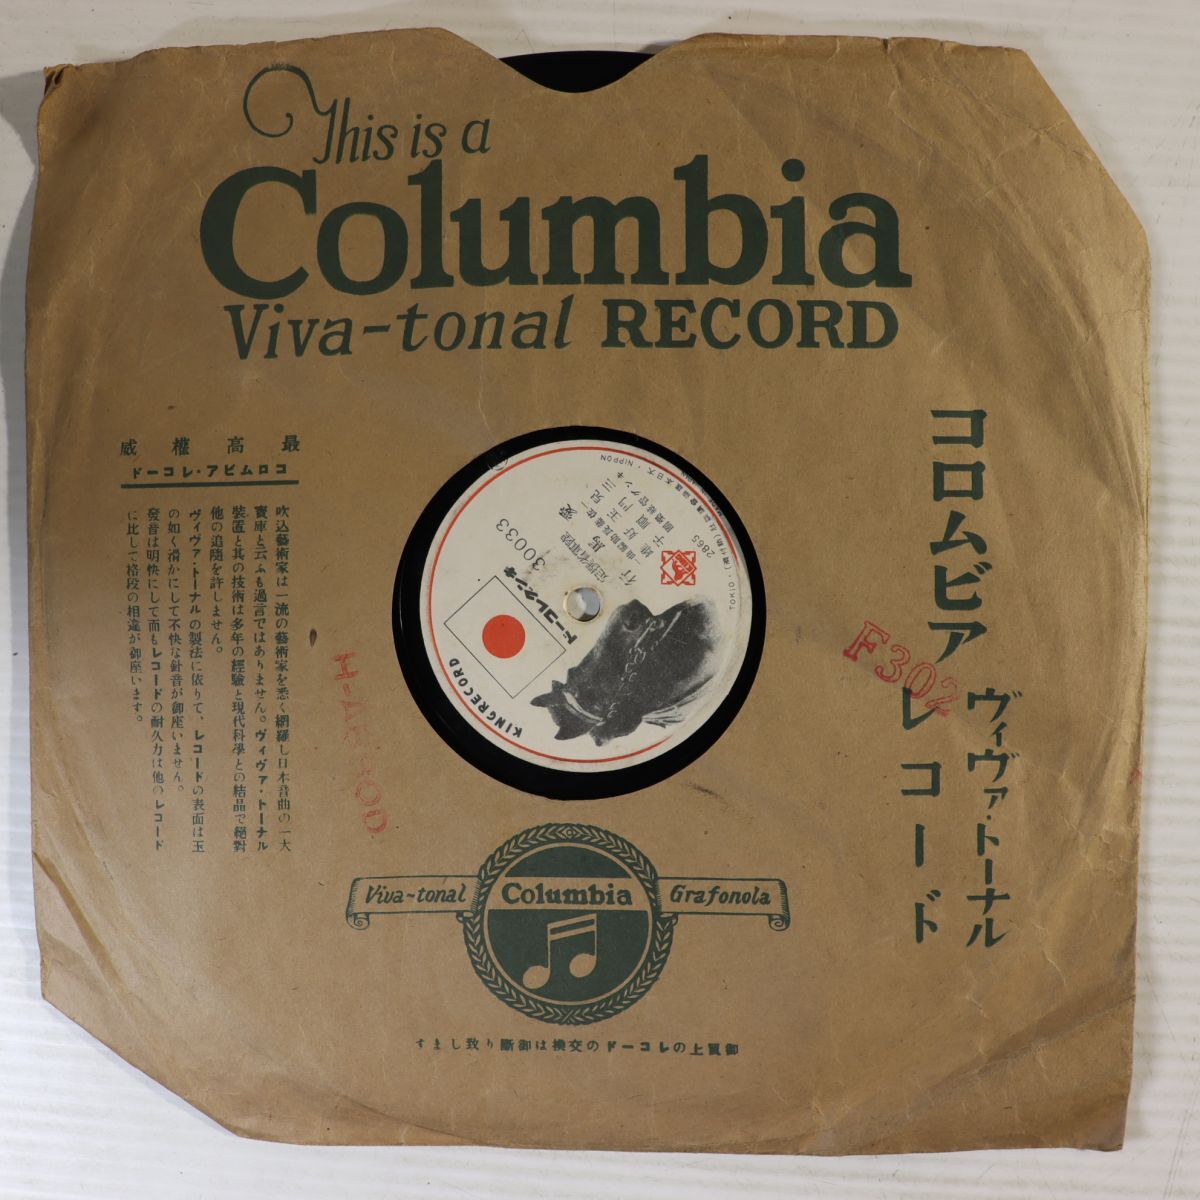 This is a
Columbia
Viva-tonal RECORD
コロムビア レコード
ヴィヴァ・トーナル
F302
最高権威
コロムビア・レコード
吹込藝術家は一流の藝術家を悉く網羅し日本音曲の一大
寳庫と云ふも過言ではありません。ヴィヴァ・トーナル
装置と其の技術は多年の經驗と現代科學との結晶で絕對
他の追隨を許しません。
ヴィヴァ・トーナルの製法に依りて、レコードの表面は玉
の如く滑かにして不快な針音が御座いません。
發音は明快にして而もレコードの耐久力は他のレコード
に比して格段の相違が御座います。
KING RECORD
キングレコード
30033
愛馬行
2865
NIPPON
TOKIO
Viva-tonal
Columbia
Grafonola
御買上のレコードの交換は御斷り致します